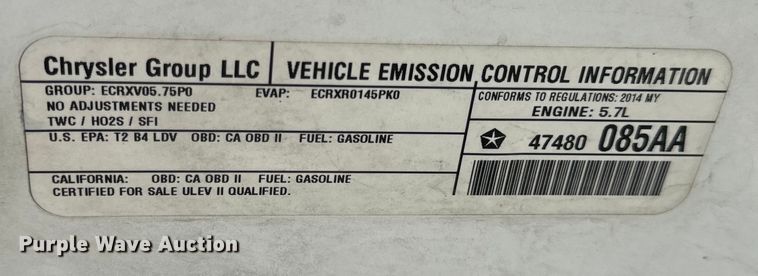 Chrysler Group LLC
VEHICLE EMISSION CONTROL INFORMATION
GROUP: ECRXV05.75P0 EVAP: ECRXR0145PK0
NO ADJUSTMENTS NEEDED
TWC / HO2S / SFI
CONFORMS TO REGULATIONS: 2014 MY
ENGINE: 5.7L
U.S. EPA: T2 B4 LDV OBD: CA OBD II FUEL: GASOLINE
47480 085AA
CALIFORNIA: OBD: CA OBD II FUEL: GASOLINE
CERTIFIED FOR SALE ULEV II QUALIFIED.
Purple Wave Auction